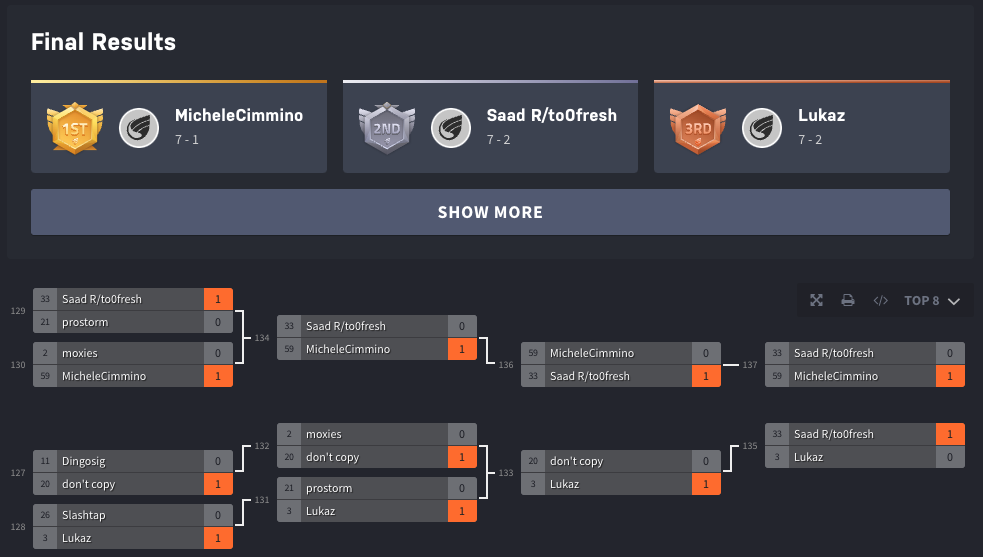 Final Results
1ST
MicheleCimmino
7 - 1
2ND
Saad R/to0fresh
7 - 2
3RD
Lukaz
7 - 2
SHOW MORE
</> TOP 8
129
33 Saad R/to0fresh 1
21 prostorm 0
130
2 moxies 0
59 MicheleCimmino 1
134
33 Saad R/to0fresh 0
59 MicheleCimmino 1
136
59 MicheleCimmino 0
33 Saad R/to0fresh 1
137
33 Saad R/to0fresh 0
59 MicheleCimmino 1
127
11 Dingosig 0
20 don't copy 1
128
26 Slashtap 0
3 Lukaz 1
132
2 moxies 0
20 don't copy 1
131
21 prostorm 0
3 Lukaz 1
133
20 don't copy 0
3 Lukaz 1
135
33 Saad R/to0fresh 1
3 Lukaz 0